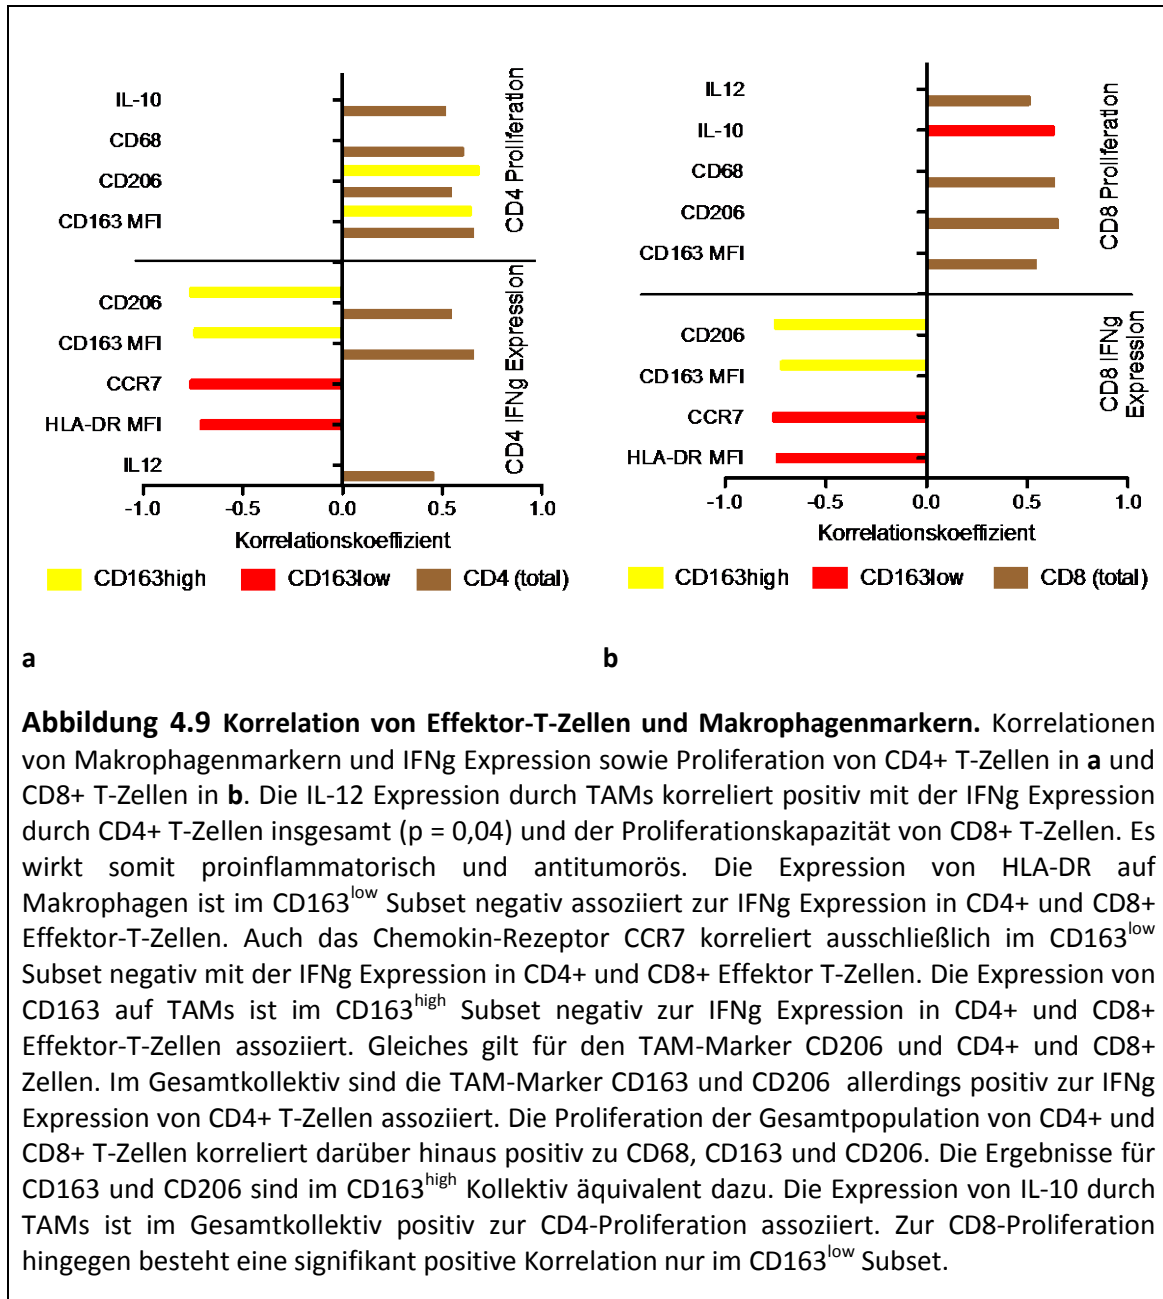 IL-10
CD68
CD206
CD163 MFI
CD4 Proliferation
CD206
CD163 MFI
CCR7
HLA-DR MFI
IL12
CD4 IFNg Expression
-1.0 -0.5 0.0 0.5 1.0
Korrelationskoeffizient
CD163high CD163low CD4 (total)
IL12
IL-10
CD68
CD206
CD163 MFI
CD8 Proliferation
CD206
CD163 MFI
CCR7
HLA-DR MFI
CD8 IFNg
Expression
-1.0 -0.5 0.0 0.5 1.0
Korrelationskoeffizient
CD163high CD163low CD8 (total)
a b
Abbildung 4.9 Korrelation von Effektor-T-Zellen und Makrophagenmarkern. Korrelationen
von Makrophagenmarkern und IFNg Expression sowie Proliferation von CD4+ T-Zellen in a und
CD8+ T-Zellen in b. Die IL-12 Expression durch TAMs korreliert positiv mit der IFNg Expression
durch CD4+ T-Zellen insgesamt (p = 0,04) und der Proliferationskapazität von CD8+ T-Zellen. Es
wirkt somit proinflammatorisch und antitumorös. Die Expression von HLA-DR auf
Makrophagen ist im CD163low Subset negativ assoziiert zur IFNg Expression in CD4+ und CD8+
Effektor-T-Zellen. Auch das Chemokin-Rezeptor CCR7 korreliert ausschließlich im CD163low
Subset negativ mit der IFNg Expression in CD4+ und CD8+ Effektor T-Zellen. Die Expression von
CD163 auf TAMs ist im CD163high Subset negativ zur IFNg Expression in CD4+ und CD8+
Effektor-T-Zellen assoziiert. Gleiches gilt für den TAM-Marker CD206 und CD4+ und CD8+
Zellen. Im Gesamtkollektiv sind die TAM-Marker CD163 und CD206 allerdings positiv zur IFNg
Expression von CD4+ T-Zellen assoziiert. Die Proliferation der Gesamtpopulation von CD4+ und
CD8+ T-Zellen korreliert darüber hinaus positiv zu CD68, CD163 und CD206. Die Ergebnisse für
CD163 und CD206 sind im CD163high Kollektiv äquivalent dazu. Die Expression von IL-10 durch
TAMs ist im Gesamtkollektiv positiv zur CD4-Proliferation assoziiert. Zur CD8-Proliferation
hingegen besteht eine signifikant positive Korrelation nur im CD163low Subset.